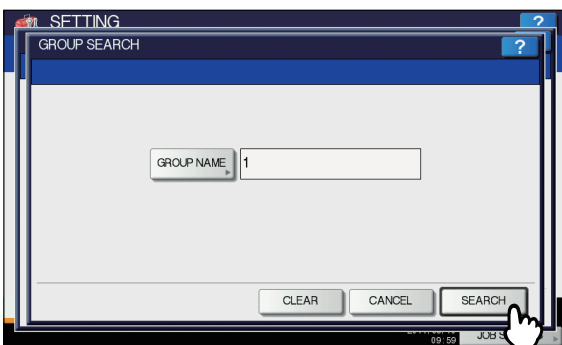 SETTING
?
GROUP SEARCH
?
GROUP NAME
1
CLEAR
CANCEL
SEARCH
09:59
JOB S